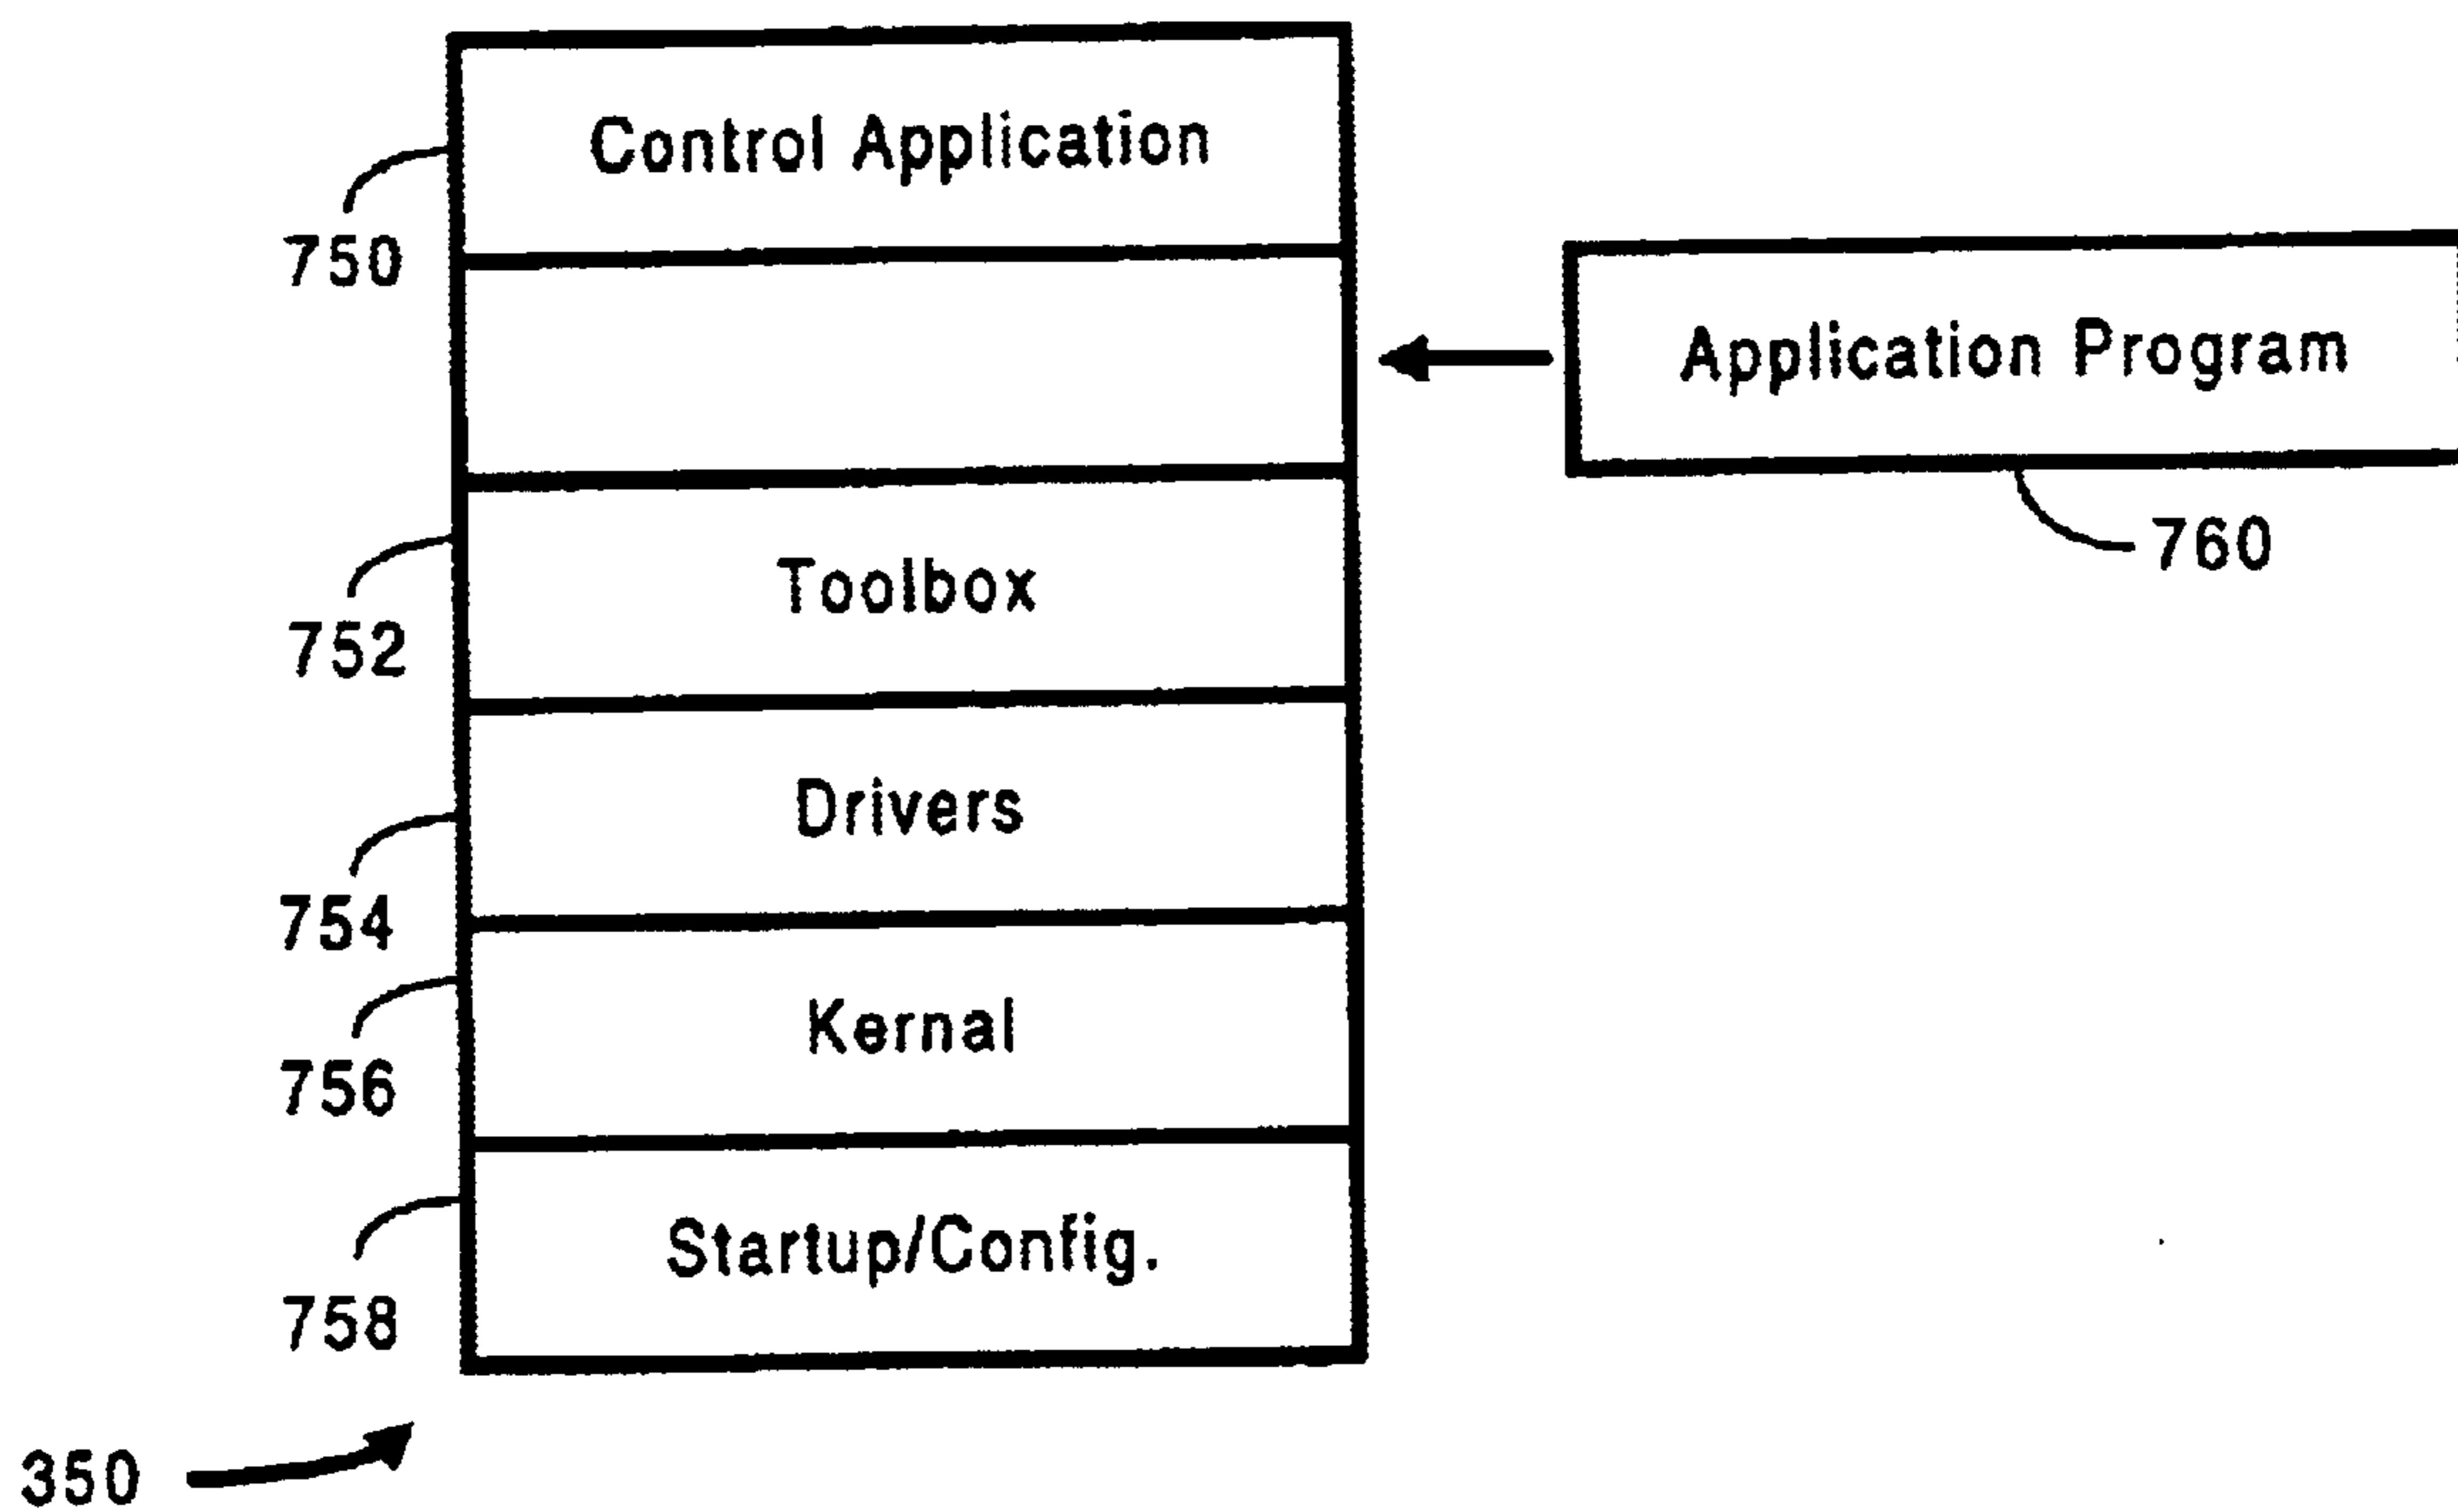 Control Application
750
Application Program
760
Toolbox
752
Drivers
754
Kernal
756
Startup/Config.
758
350